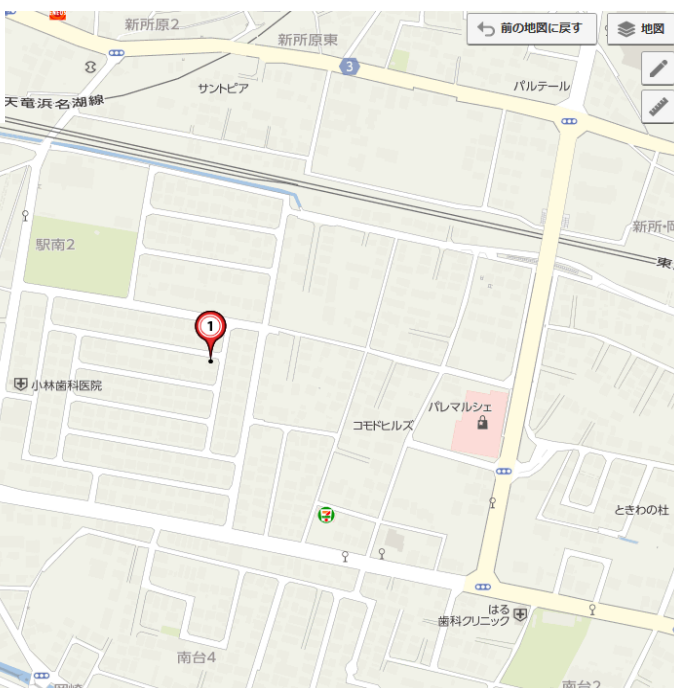 新所原2
新所原東
前の地図に戻す
地図
3
サントピア
パルテール
天竜浜名湖線
駅南2
新所・岡
東
1
小林歯科医院
パレマルシェ
コモドヒルズ
7
ときわの杜
はる
歯科クリニック
南台4
南台2
岡崎